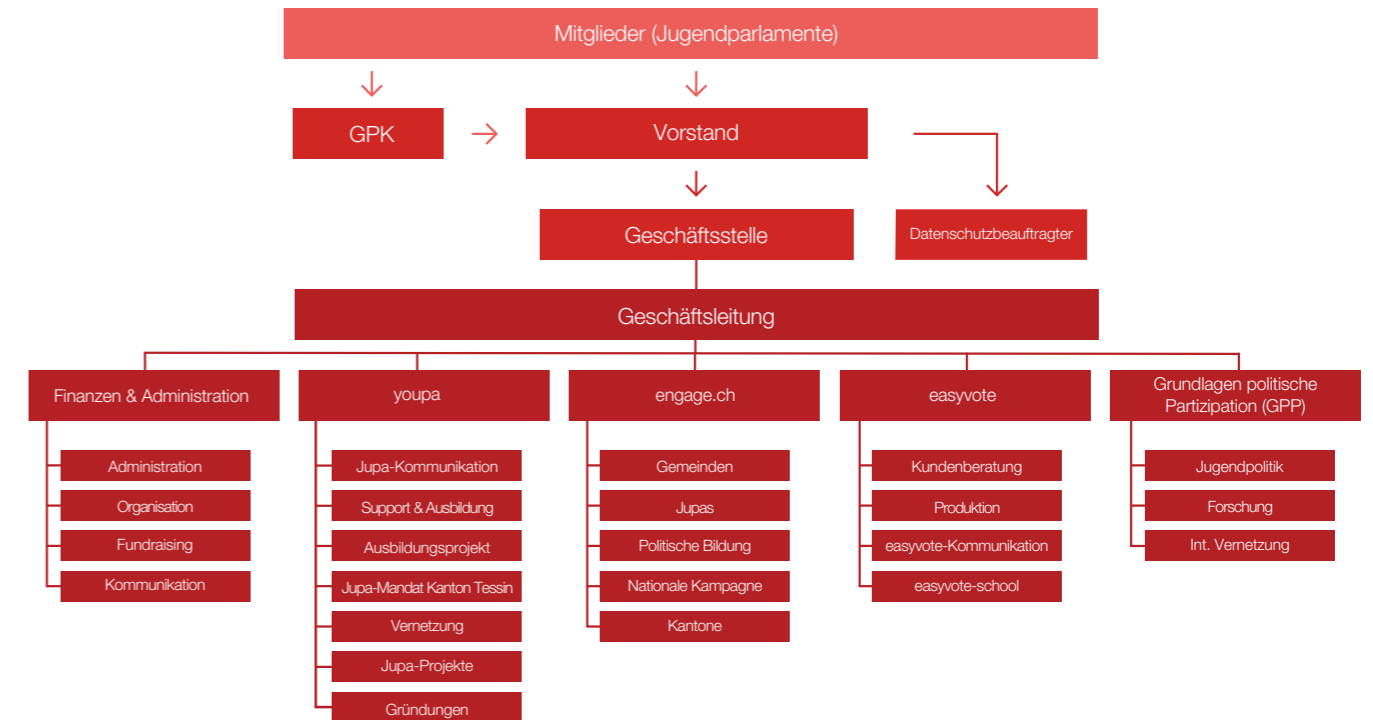 Mitglieder (Jugendparlamente)
GPK
Vorstand
Geschäftsstelle
Datenschutzbeauftragter
Geschäftsleitung
Finanzen & Administration
Administration
Organisation
Fundraising
Kommunikation
youpa
Jupa-Kommunikation
Support & Ausbildung
Ausbildungsprojekt
Jupa-Mandat Kanton Tessin
Vernetzung
Jupa-Projekte
Gründungen
engage.ch
Gemeinden
Jupas
Politische Bildung
Nationale Kampagne
Kantone
easyvote
Kundenberatung
Produktion
easyvote-Kommunikation
easyvote-school
Grundlagen politische
Partizipation (GPP)
Jugendpolitik
Forschung
Int. Vernetzung